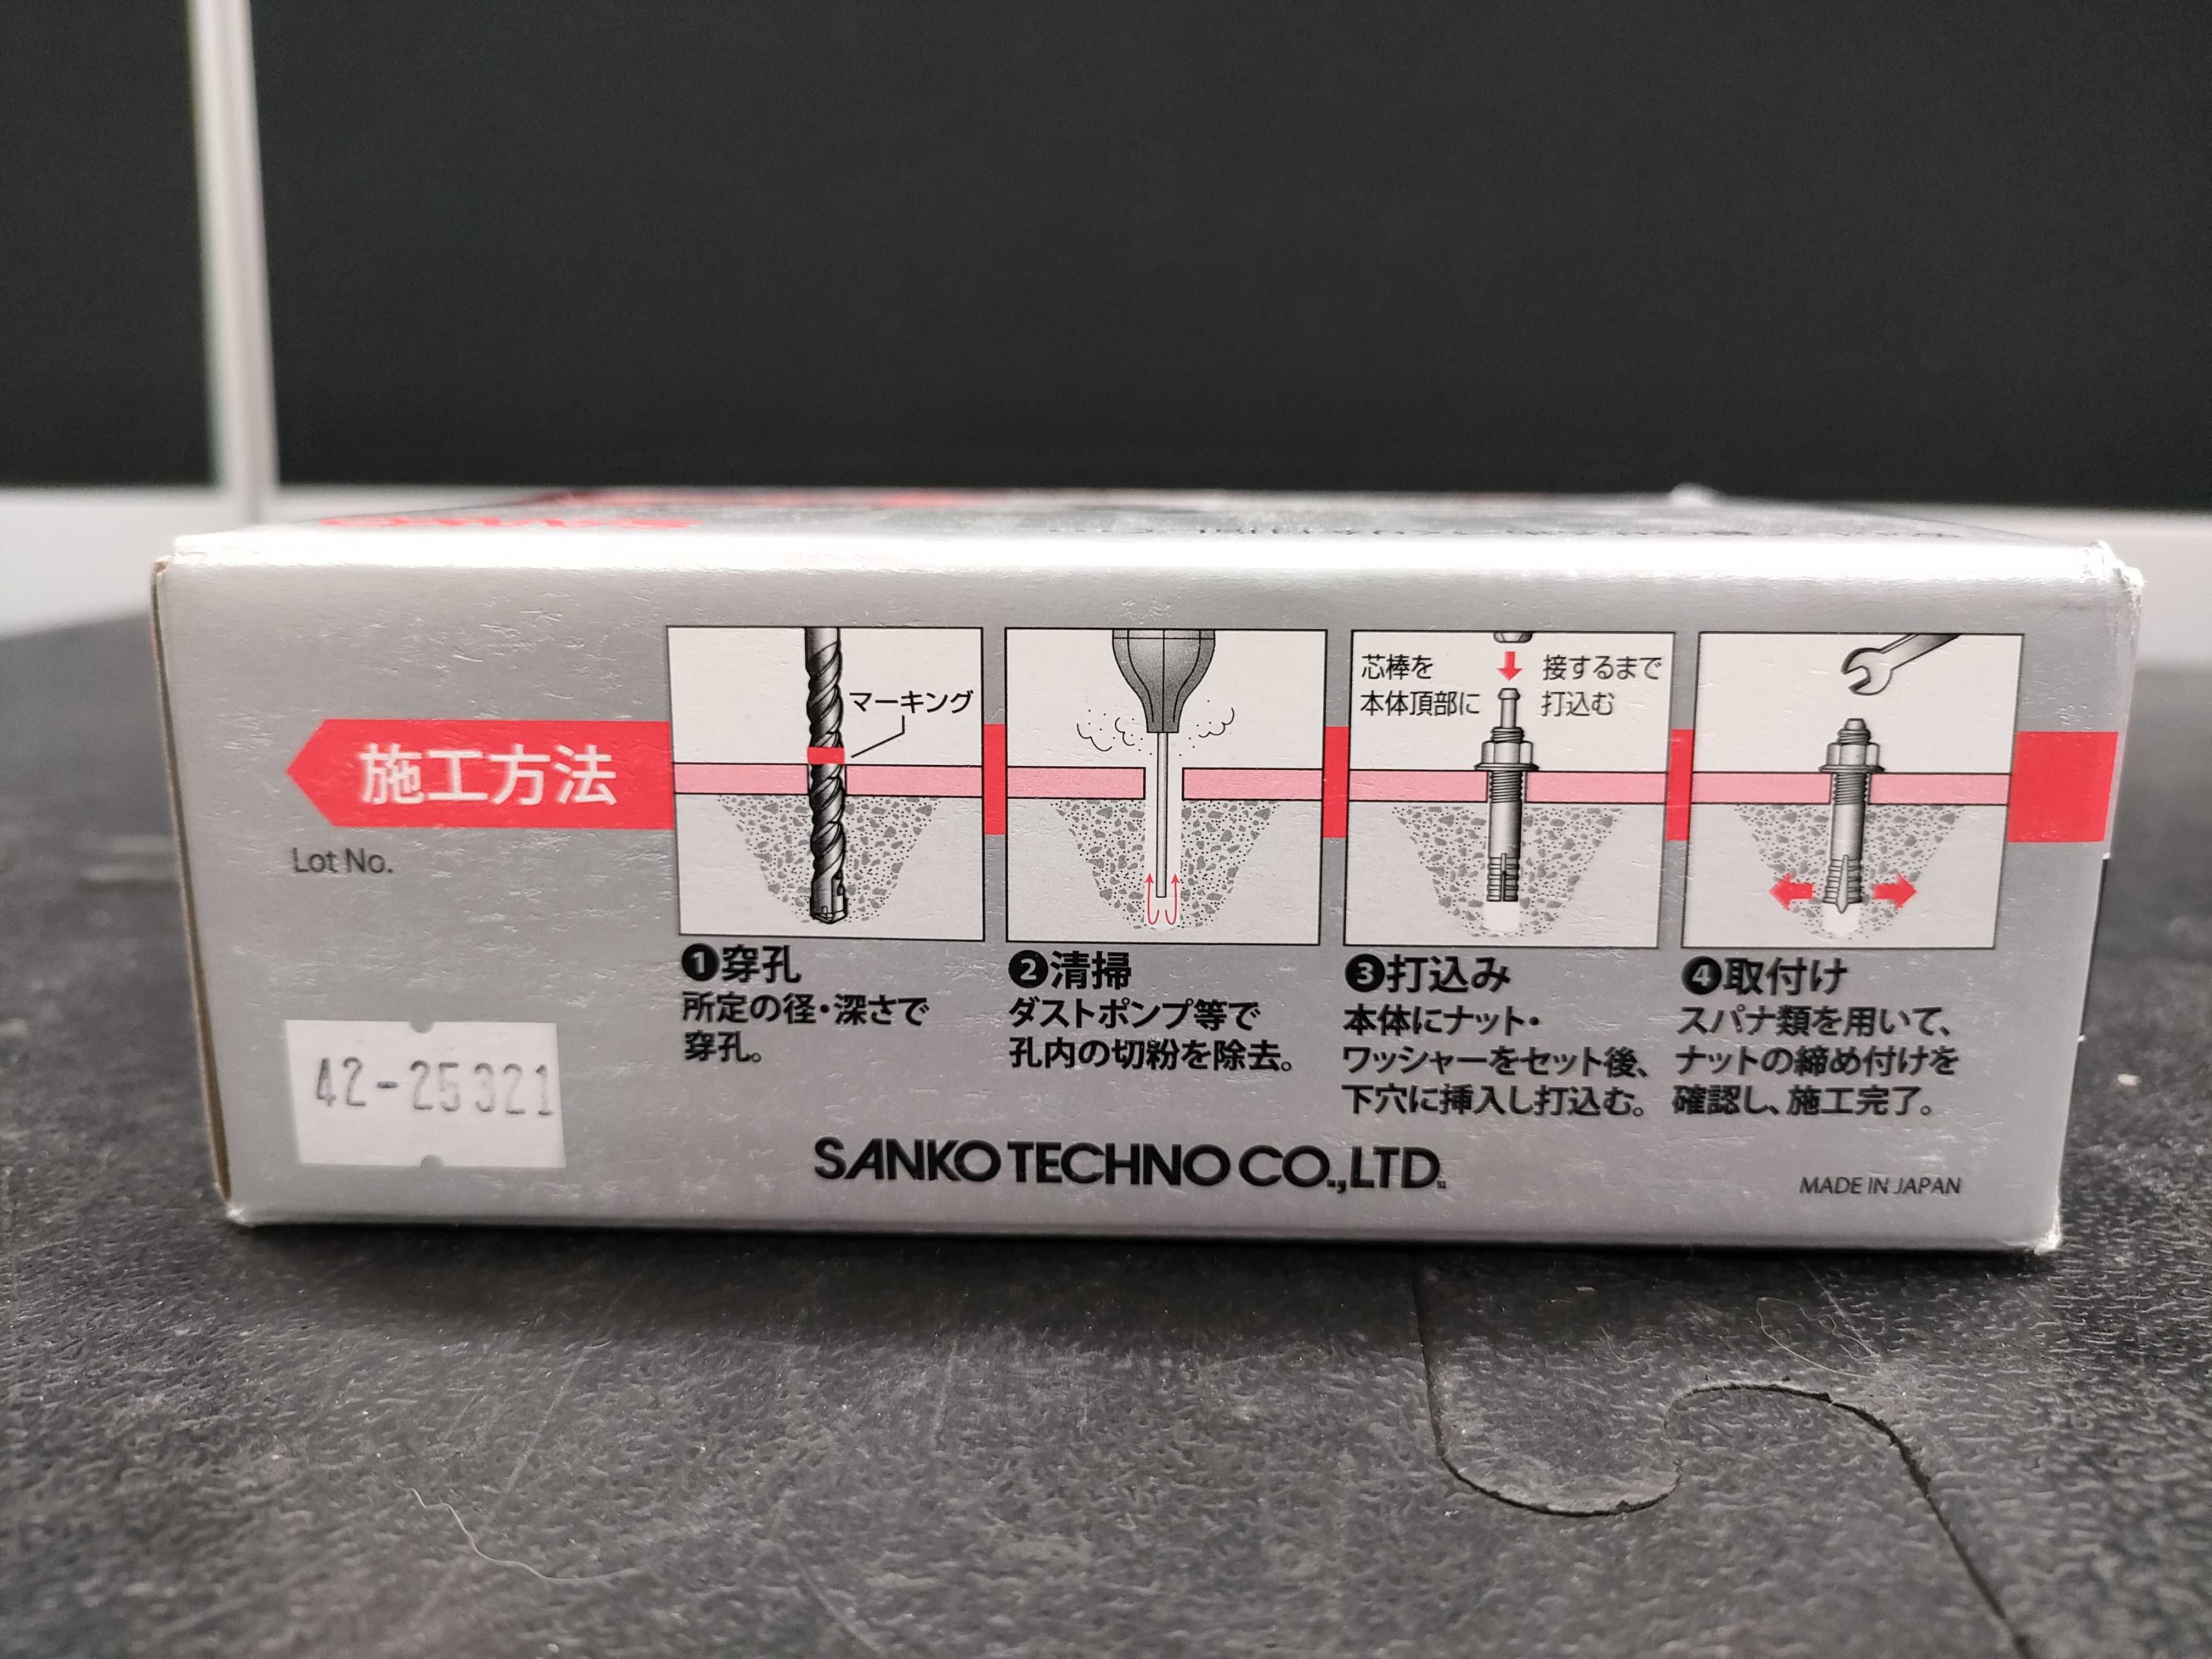 施工方法
Lot No.
42-25321
マーキング
❶穿孔
所定の径・深さで
穿孔。
❷清掃
ダストポンプ等で
孔内の切粉を除去。
芯棒を
本体頂部に
接するまで
打込む
❸打込み
本体にナット・
ワッシャーをセット後、
下穴に挿入し打込む。
❹取付け
スパナ類を用いて、
ナットの締め付けを
確認し、施工完了。
SANKO TECHNO CO.,LTD.
MADE IN JAPAN